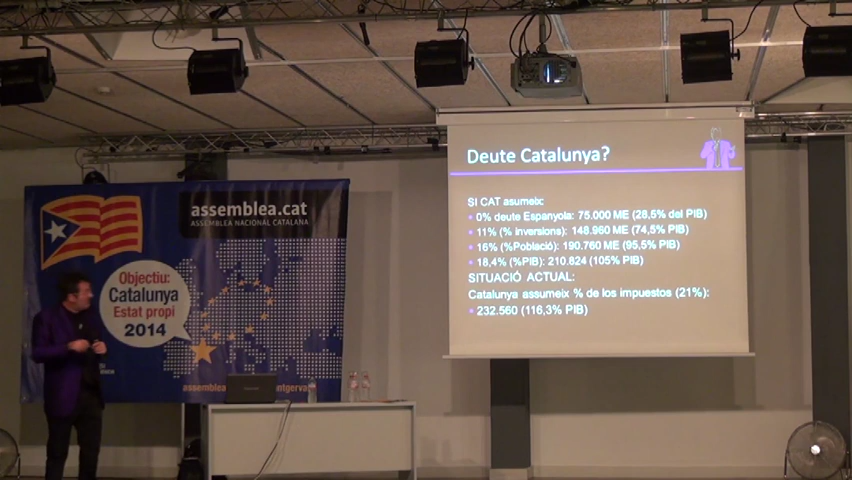 assemblea.cat
ASSEMBLEA NACIONAL CATALANA
Objectiu:
Catalunya
Estat propi
2014
Deute Catalunya?
SI CAT asumeix:
• 0% deute Espanyola: 75.000 ME (28,5% del PIB)
• 11% (% inversions): 148.960 ME (74,5% PIB)
• 16% (%Població): 190.760 ME (95,5% PIB)
• 18,4% (%PIB): 210.824 (105% PIB)
SITUACIÓ ACTUAL:
Catalunya assumeix % de los impuestos (21%):
• 232.560 (116,3% PIB)